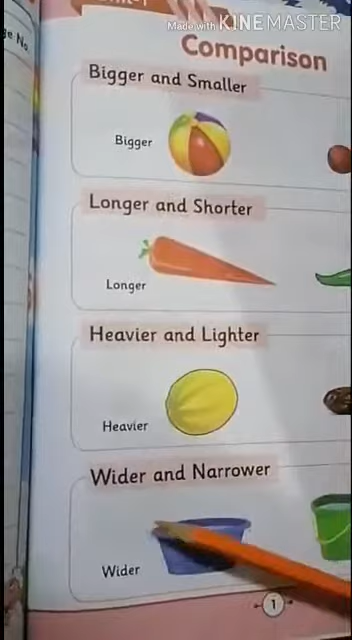 Made with KINEMASTER
Comparison
Bigger and Smaller
Bigger
Longer and Shorter
Longer
Heavier and Lighter
Heavier
Wider and Narrower
Wider
1